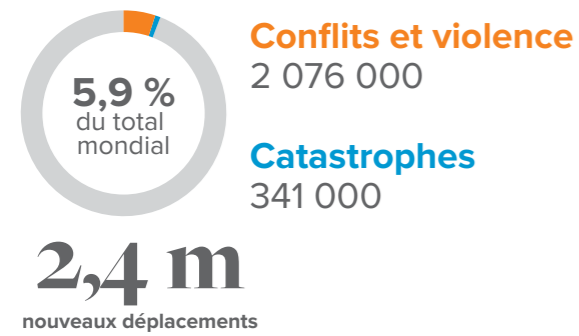 5,9 %
du total
mondial
Conflits et violence
2 076 000
Catastrophes
341 000
2,4 m
nouveaux déplacements